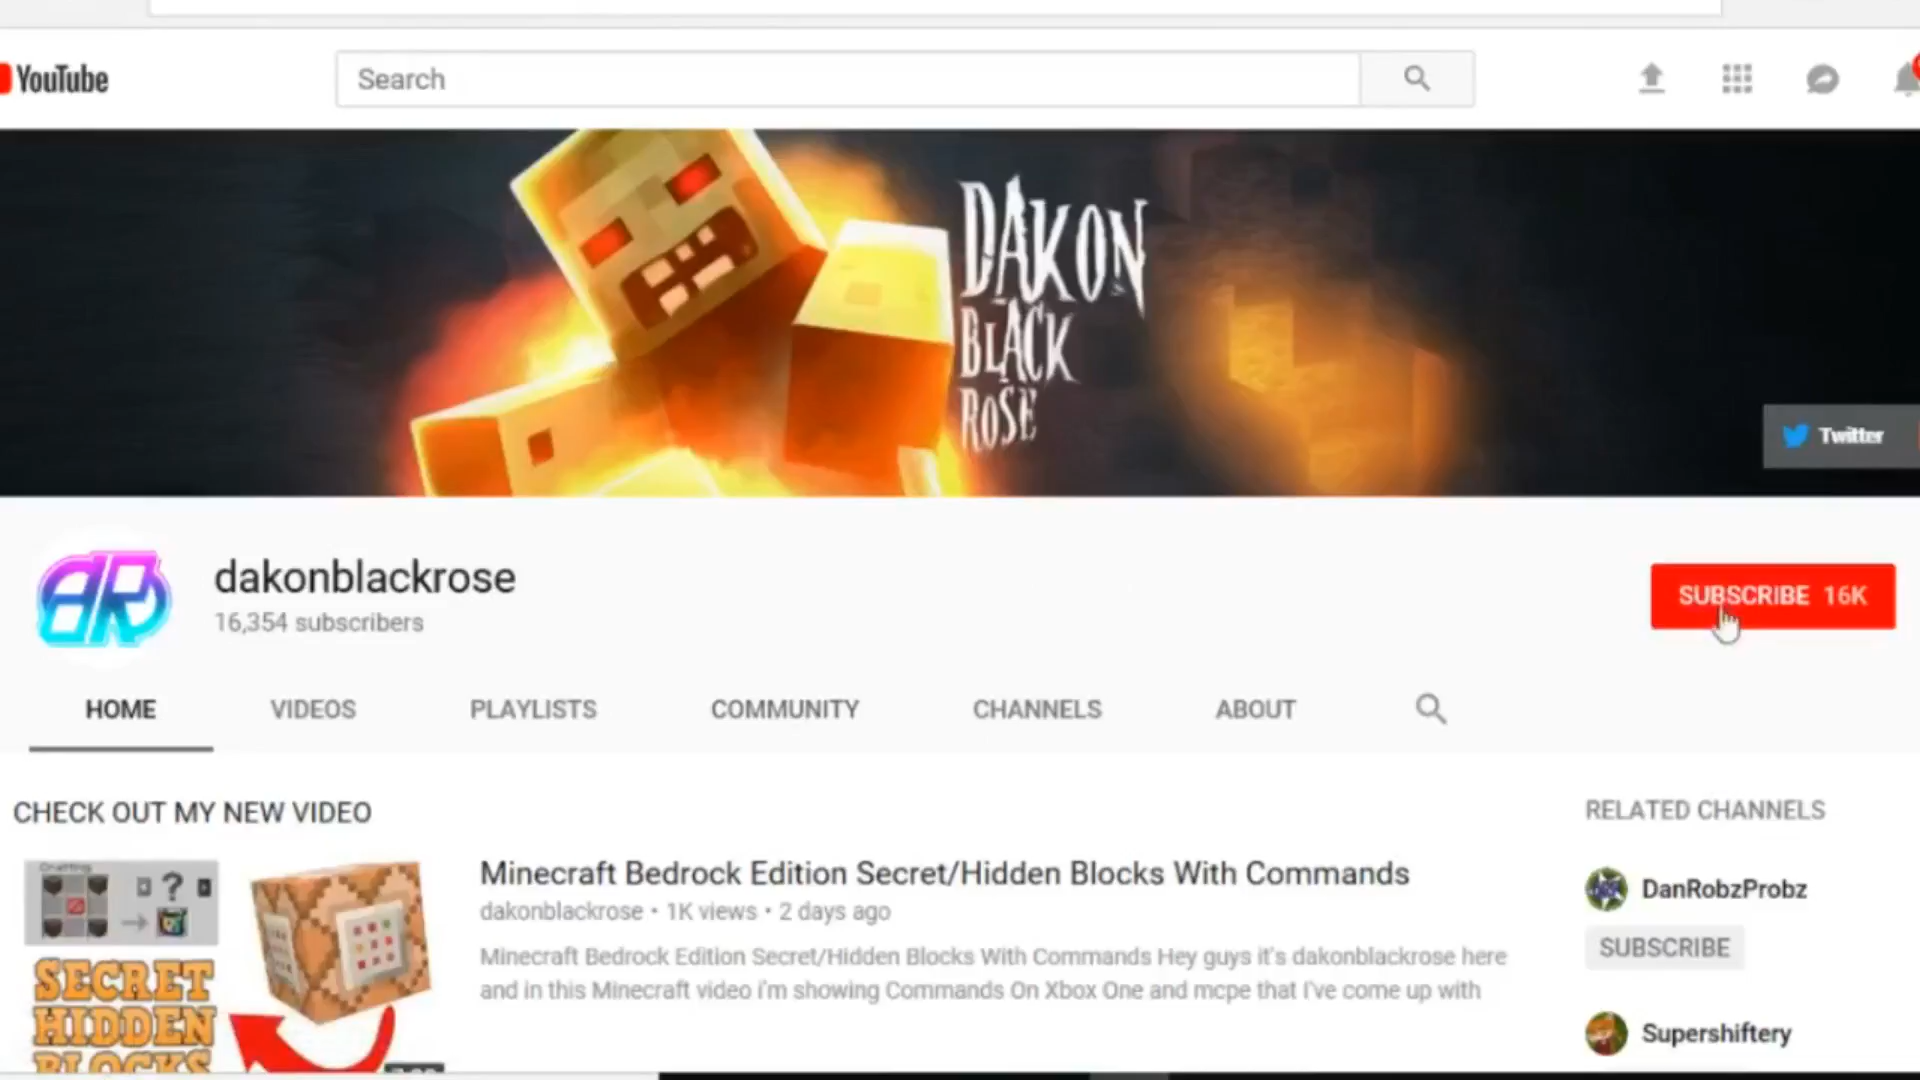 YouTube
Search
DAKON
BLACK
ROSE
Twitter
dakonblackrose
16,354 subscribers
SUBSCRIBE 16K
HOME VIDEOS PLAYLISTS COMMUNITY CHANNELS ABOUT
CHECK OUT MY NEW VIDEO
Crafting
?
SECRET
HIDDEN
BLOCKS
Minecraft Bedrock Edition Secret/Hidden Blocks With Commands
dakonblackrose • 1K views • 2 days ago
Minecraft Bedrock Edition Secret/Hidden Blocks With Commands Hey guys it's dakonblackrose here
and in this Minecraft video i'm showing Commands On Xbox One and mcpe that I've come up with
RELATED CHANNELS
DanRobzProbz
SUBSCRIBE
Supershiftery